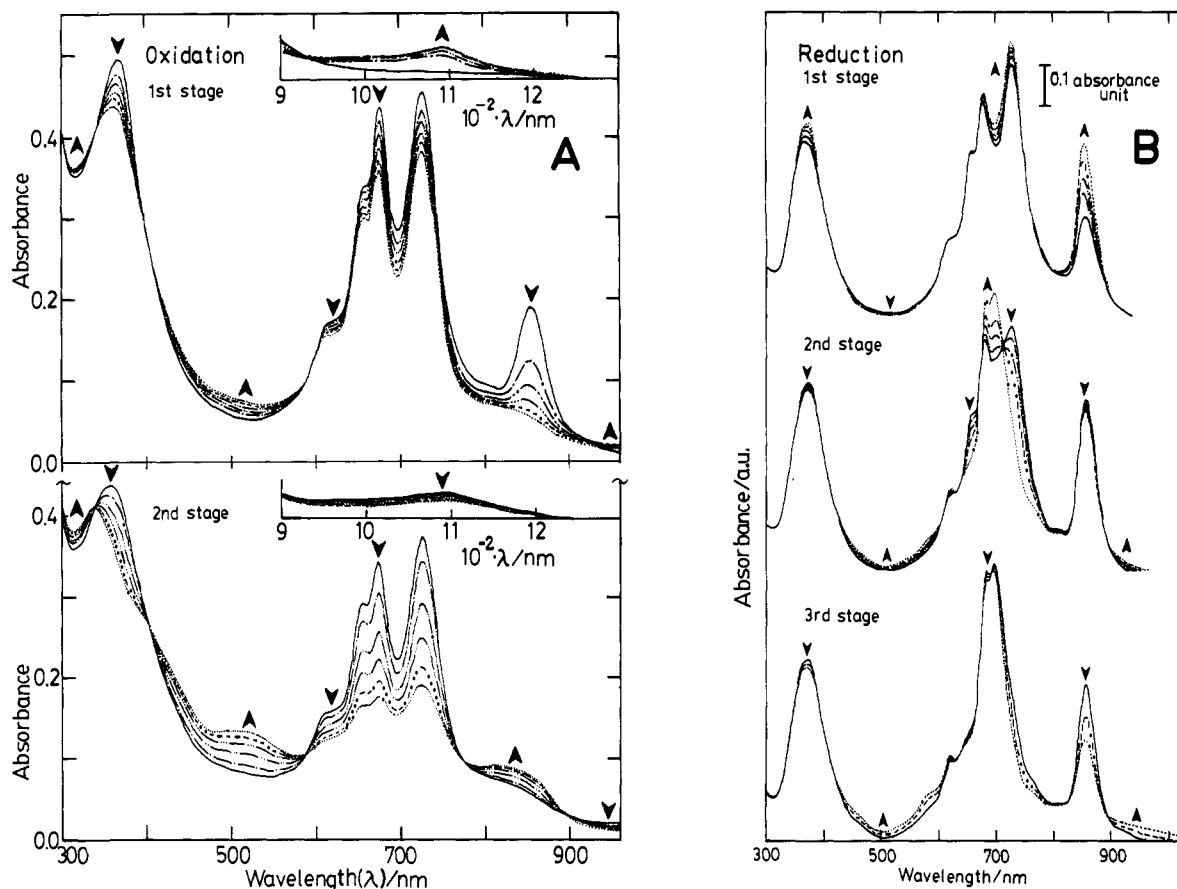 Oxidation
1st stage
9 10 11 12
10⁻²·λ/nm
A
0.4
0.2
0.0
Absorbance
2nd stage
9 10 11 12
10⁻²·λ/nm
0.4
0.2
0.0
Absorbance
300 500 700 900
Wavelength(λ)/nm
Reduction
1st stage
0.1 absorbance
unit
B
2nd stage
3rd stage
Absorbance/a.u.
300 500 700 900
Wavelength/nm